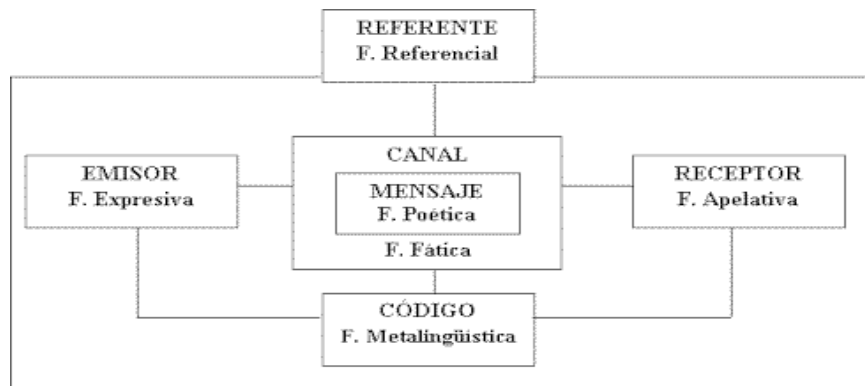 REFERENTE
F. Referencial
CANAL
EMISOR
F. Expresiva
MENSAJE
F. Poética
RECEPTOR
F. Apelativa
F. Fática
CÓDIGO
F. Metalingüística